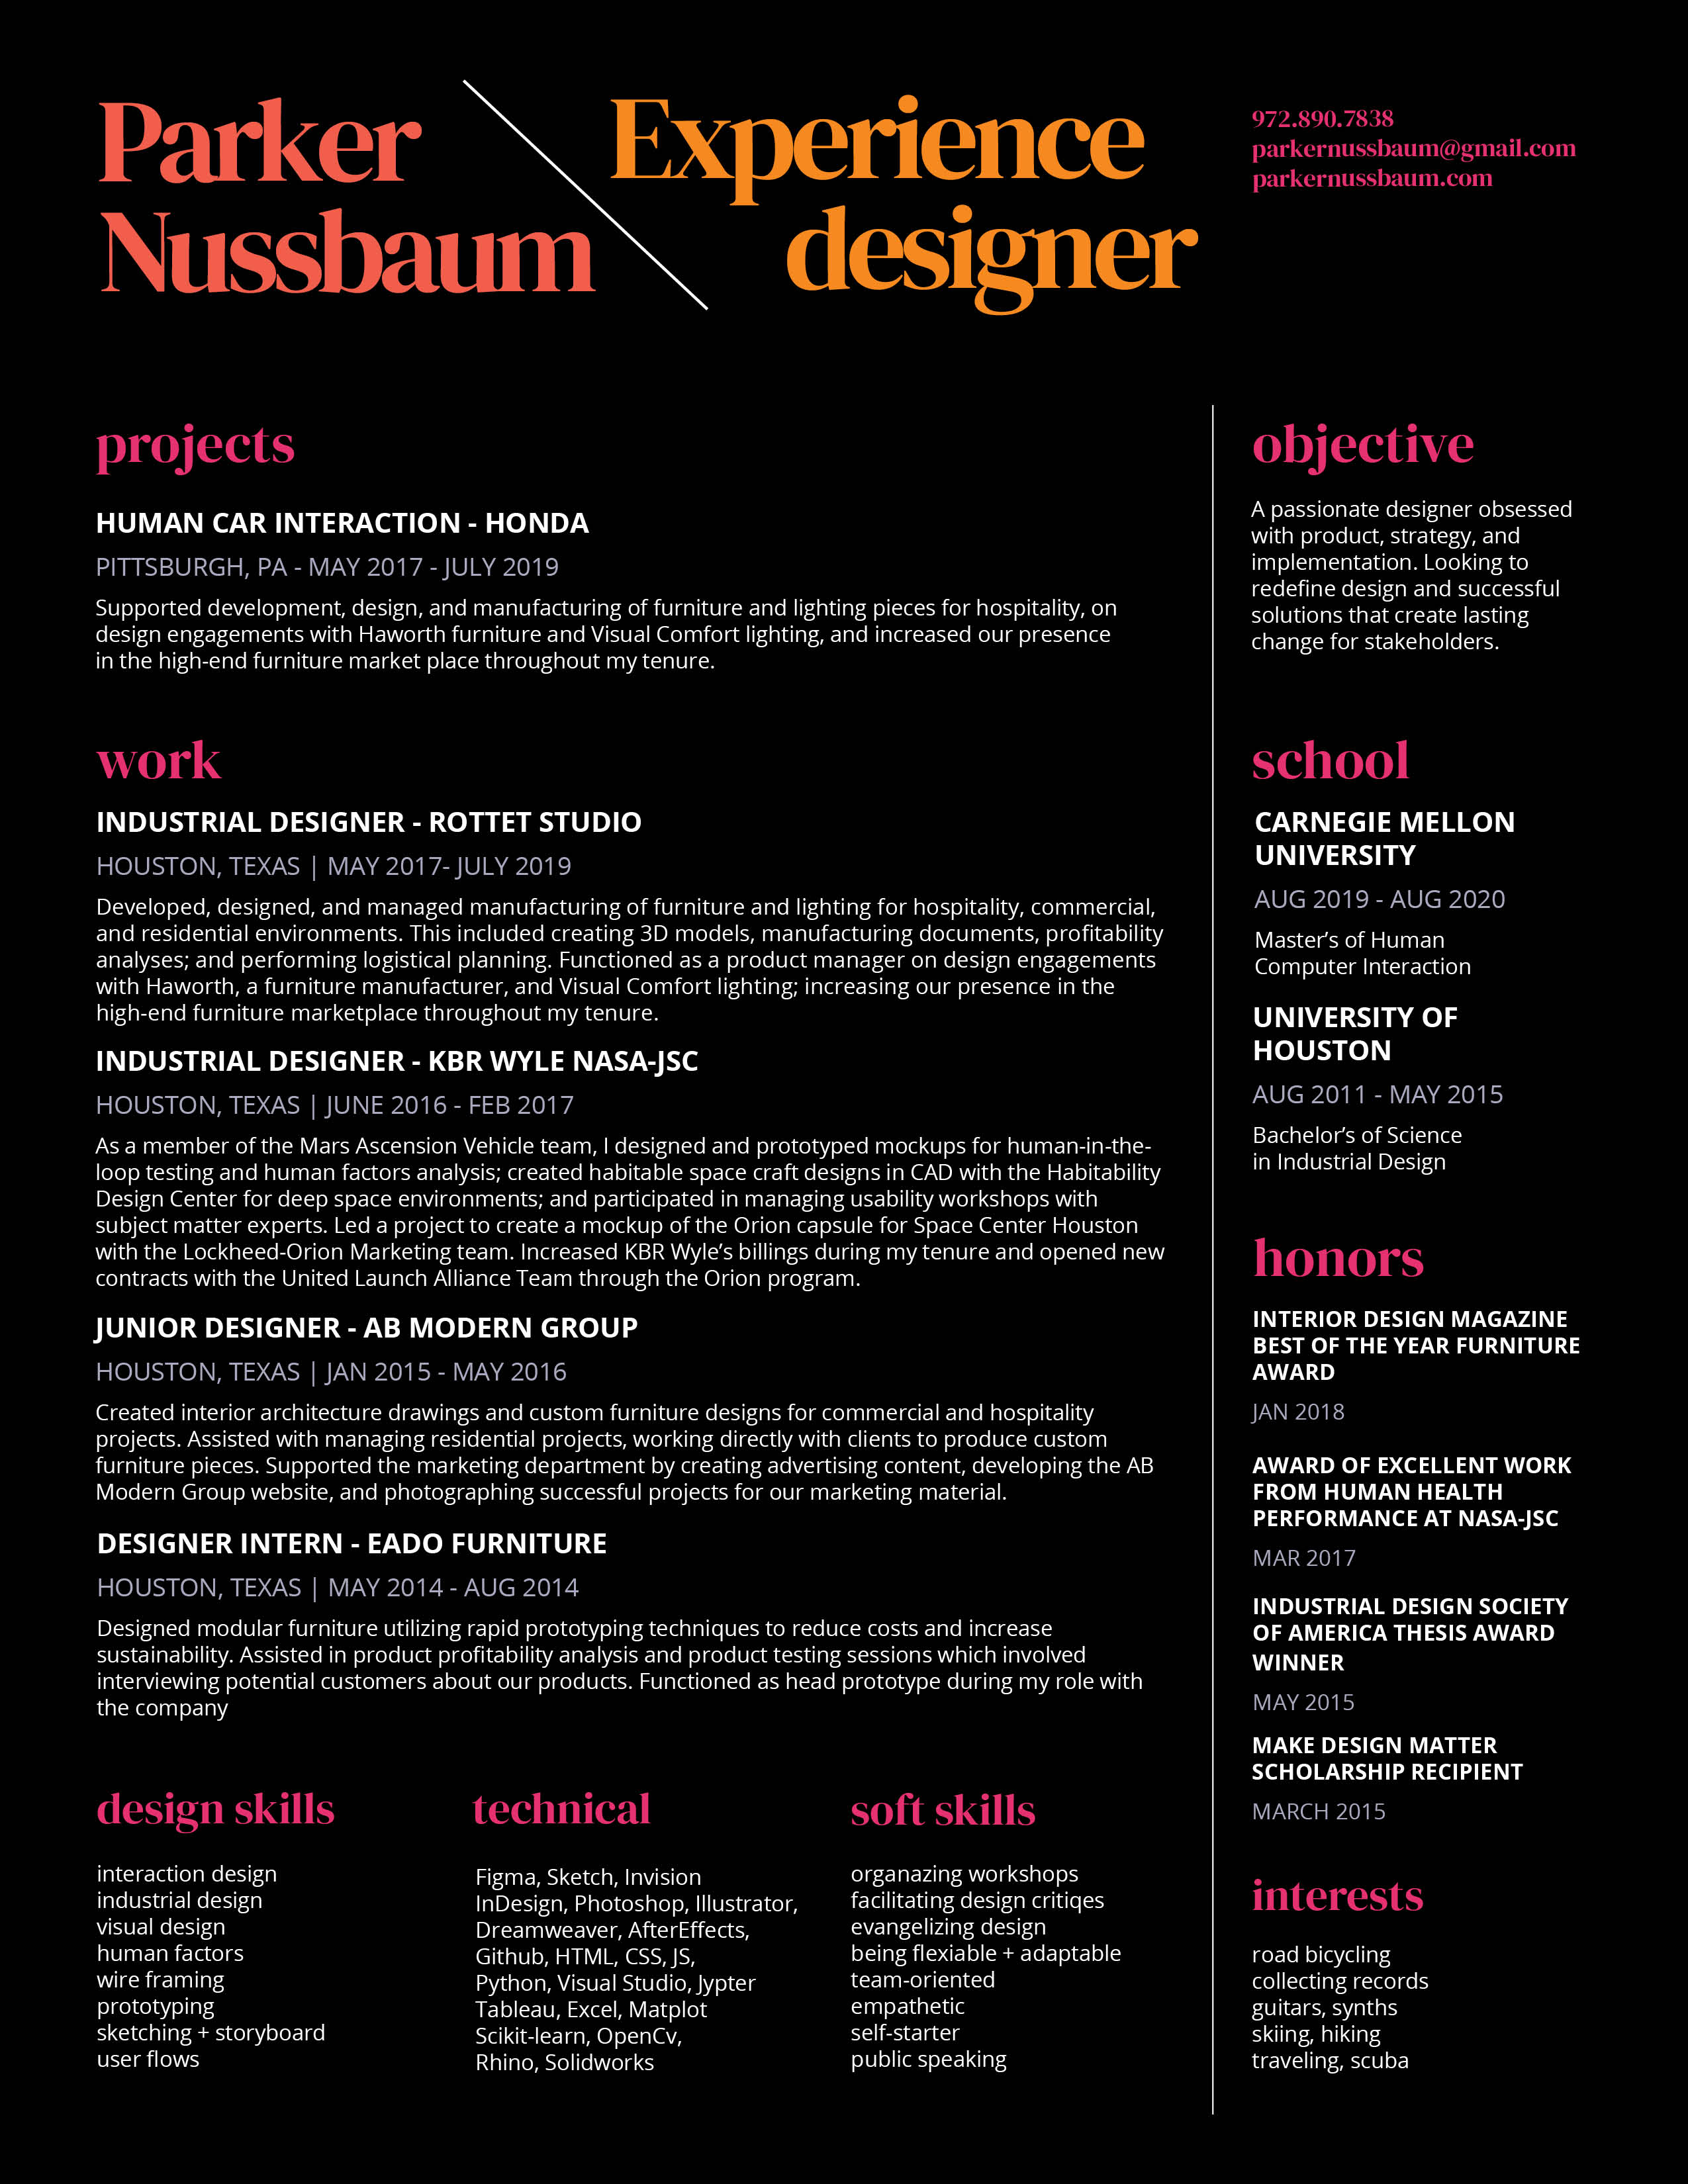 Parker
Nussbaum
Experience
designer
972.890.7838
parkernussbaum@gmail.com
parkernussbaum.com
projects
HUMAN CAR INTERACTION - HONDA
PITTSBURGH, PA - MAY 2017 - JULY 2019
Supported development, design, and manufacturing of furniture and lighting pieces for hospitality, on
design engagements with Haworth furniture and Visual Comfort lighting, and increased our presence
in the high-end furniture market place throughout my tenure.
work
INDUSTRIAL DESIGNER - ROTTET STUDIO
HOUSTON, TEXAS | MAY 2017- JULY 2019
Developed, designed, and managed manufacturing of furniture and lighting for hospitality, commercial,
and residential environments. This included creating 3D models, manufacturing documents, profitability
analyses; and performing logistical planning. Functioned as a product manager on design engagements
with Haworth, a furniture manufacturer, and Visual Comfort lighting; increasing our presence in the
high-end furniture marketplace throughout my tenure.
INDUSTRIAL DESIGNER - KBR WYLE NASA-JSC
HOUSTON, TEXAS | JUNE 2016 - FEB 2017
As a member of the Mars Ascension Vehicle team, I designed and prototyped mockups for human-in-the-
loop testing and human factors analysis; created habitable space craft designs in CAD with the Habitability
Design Center for deep space environments; and participated in managing usability workshops with
subject matter experts. Led a project to create a mockup of the Orion capsule for Space Center Houston
with the Lockheed-Orion Marketing team. Increased KBR Wyle’s billings during my tenure and opened new
contracts with the United Launch Alliance Team through the Orion program.
JUNIOR DESIGNER - AB MODERN GROUP
HOUSTON, TEXAS | JAN 2015 - MAY 2016
Created interior architecture drawings and custom furniture designs for commercial and hospitality
projects. Assisted with managing residential projects, working directly with clients to produce custom
furniture pieces. Supported the marketing department by creating advertising content, developing the AB
Modern Group website, and photographing successful projects for our marketing material.
DESIGNER INTERN - EADO FURNITURE
HOUSTON, TEXAS | MAY 2014 - AUG 2014
Designed modular furniture utilizing rapid prototyping techniques to reduce costs and increase
sustainability. Assisted in product profitability analysis and product testing sessions which involved
interviewing potential customers about our products. Functioned as head prototype during my role with
the company
design skills
interaction design
industrial design
visual design
human factors
wire framing
prototyping
sketching + storyboard
user flows
technical
Figma, Sketch, Invision
InDesign, Photoshop, Illustrator,
Dreamweaver, AfterEffects,
Github, HTML, CSS, JS,
Python, Visual Studio, Jypter
Tableau, Excel, Matplot
Scikit-learn, OpenCv,
Rhino, Solidworks
soft skills
organazing workshops
facilitating design critiqes
evangelizing design
being flexiable + adaptable
team-oriented
empathetic
self-starter
public speaking
objective
A passionate designer obsessed
with product, strategy, and
implementation. Looking to
redefine design and successful
solutions that create lasting
change for stakeholders.
school
CARNEGIE MELLON
UNIVERSITY
AUG 2019 - AUG 2020
Master’s of Human
Computer Interaction
UNIVERSITY OF
HOUSTON
AUG 2011 - MAY 2015
Bachelor’s of Science
in Industrial Design
honors
INTERIOR DESIGN MAGAZINE
BEST OF THE YEAR FURNITURE
AWARD
JAN 2018
AWARD OF EXCELLENT WORK
FROM HUMAN HEALTH
PERFORMANCE AT NASA-JSC
MAR 2017
INDUSTRIAL DESIGN SOCIETY
OF AMERICA THESIS AWARD
WINNER
MAY 2015
MAKE DESIGN MATTER
SCHOLARSHIP RECIPIENT
MARCH 2015
interests
road bicycling
collecting records
guitars, synths
skiing, hiking
traveling, scuba